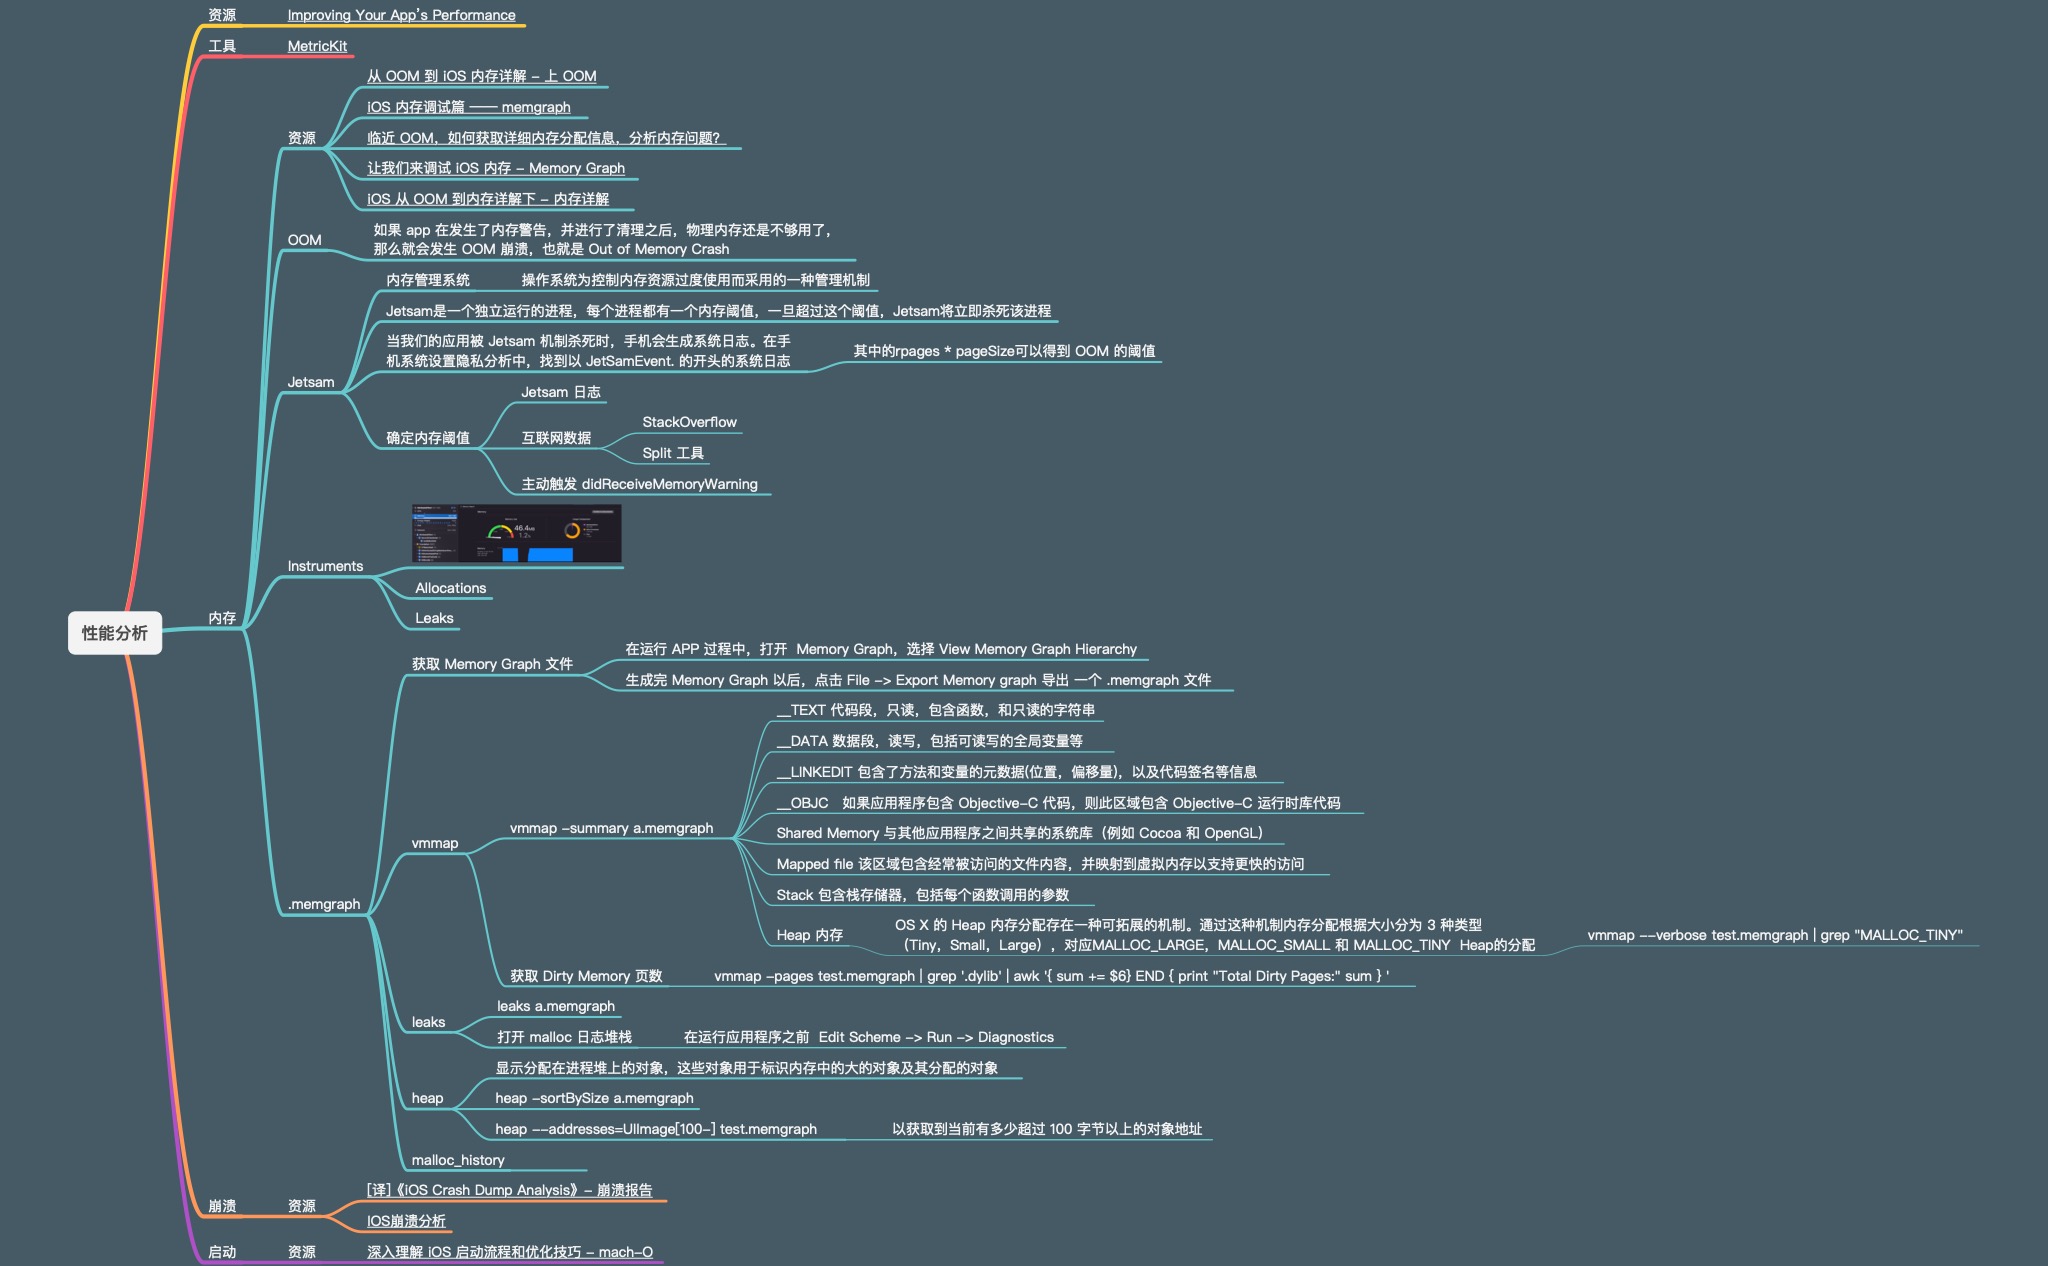 资源
Improving Your App's Performance
工具
MetricKit
从 OOM 到 iOS 内存详解 - 上 OOM
iOS 内存调试篇 —— memgraph
资源
临近 OOM，如何获取详细内存分配信息，分析内存问题？
让我们来调试 iOS 内存 - Memory Graph
iOS 从 OOM 到内存详解下 - 内存详解
OOM
如果 app 在发生了内存警告，并进行了清理之后，物理内存还是不够用了，
那么就会发生 OOM 崩溃，也就是 Out of Memory Crash
内存管理系统
操作系统为控制内存资源过度使用而采用的一种管理机制
Jetsam是一个独立运行的进程，每个进程都有一个内存阈值，一旦超过这个阈值，Jetsam将立即杀死该进程
当我们的应用被 Jetsam 机制杀死时，手机会生成系统日志。在手
机系统设置隐私分析中，找到以 JetSamEvent. 的开头的系统日志
其中的rpages * pageSize可以得到 OOM 的阈值
Jetsam
Jetsam 日志
确定内存阈值
互联网数据
StackOverflow
Split 工具
主动触发 didReceiveMemoryWarning
46.4MB
Instruments
Allocations
Leaks
内存
性能分析
获取 Memory Graph 文件
在运行 APP 过程中，打开  Memory Graph，选择 View Memory Graph Hierarchy
生成完 Memory Graph 以后，点击 File -> Export Memory graph 导出 一个 .memgraph 文件
__TEXT 代码段，只读，包含函数，和只读的字符串
__DATA 数据段，读写，包括可读写的全局变量等
__LINKEDIT 包含了方法和变量的元数据(位置，偏移量)，以及代码签名等信息
__OBJC   如果应用程序包含 Objective-C 代码，则此区域包含 Objective-C 运行时库代码
vmmap -summary a.memgraph
Shared Memory 与其他应用程序之间共享的系统库（例如 Cocoa 和 OpenGL）
vmmap
Mapped file 该区域包含经常被访问的文件内容，并映射到虚拟内存以支持更快的访问
Stack 包含栈存储器，包括每个函数调用的参数
.memgraph
Heap 内存
OS X 的 Heap 内存分配存在一种可拓展的机制。通过这种机制内存分配根据大小分为 3 种类型
（Tiny，Small，Large），对应MALLOC_LARGE，MALLOC_SMALL 和 MALLOC_TINY  Heap的分配
vmmap --verbose test.memgraph | grep "MALLOC_TINY"
获取 Dirty Memory 页数
vmmap -pages test.memgraph | grep '.dylib' | awk '{ sum += $6} END { print "Total Dirty Pages:" sum } '
leaks
leaks a.memgraph
打开 malloc 日志堆栈
在运行应用程序之前  Edit Scheme -> Run -> Diagnostics
显示分配在进程堆上的对象，这些对象用于标识内存中的大的对象及其分配的对象
heap
heap -sortBySize a.memgraph
heap --addresses=UIImage[100-] test.memgraph
以获取到当前有多少超过 100 字节以上的对象地址
malloc_history
崩溃
资源
[译]《iOS Crash Dump Analysis》- 崩溃报告
IOS崩溃分析
启动
资源
深入理解 iOS 启动流程和优化技巧 - mach-O